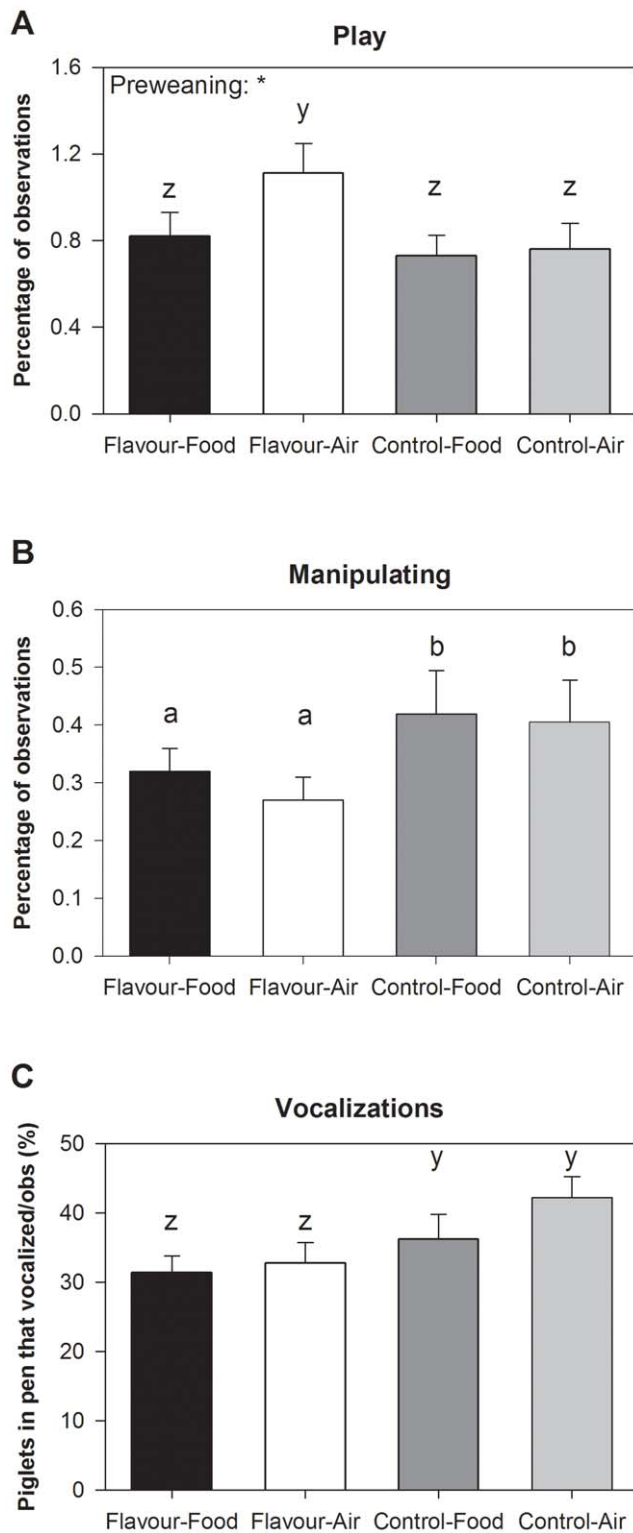 A
Play
Percentage of observations
1.6
1.2
0.8
0.4
0.0
Preweaning: *
z
y
z
z
Flavour-Food Flavour-Air Control-Food Control-Air
B
Manipulating
Percentage of observations
0.6
0.5
0.4
0.3
0.2
0.1
0.0
a
a
b
b
Flavour-Food Flavour-Air Control-Food Control-Air
C
Vocalizations
Piglets in pen that vocalized/obs (%)
50
40
30
20
10
0
z
z
y
y
Flavour-Food Flavour-Air Control-Food Control-Air